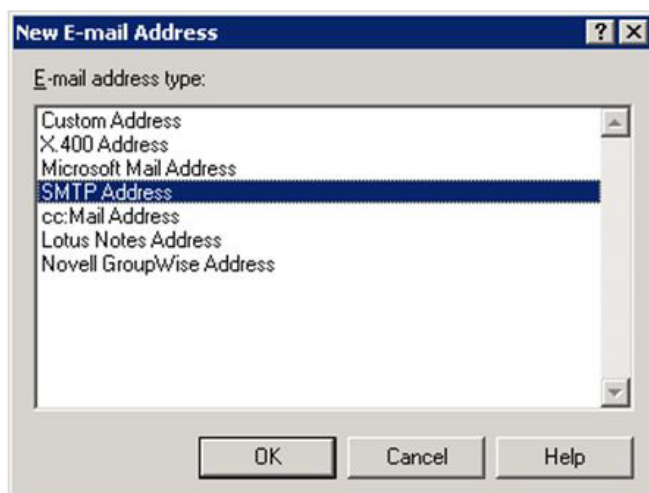 New E-mail Address
E-mail address type:
Custom Address
X.400 Address
Microsoft Mail Address
SMTP Address
cc:Mail Address
Lotus Notes Address
Novell GroupWise Address
OK Cancel Help